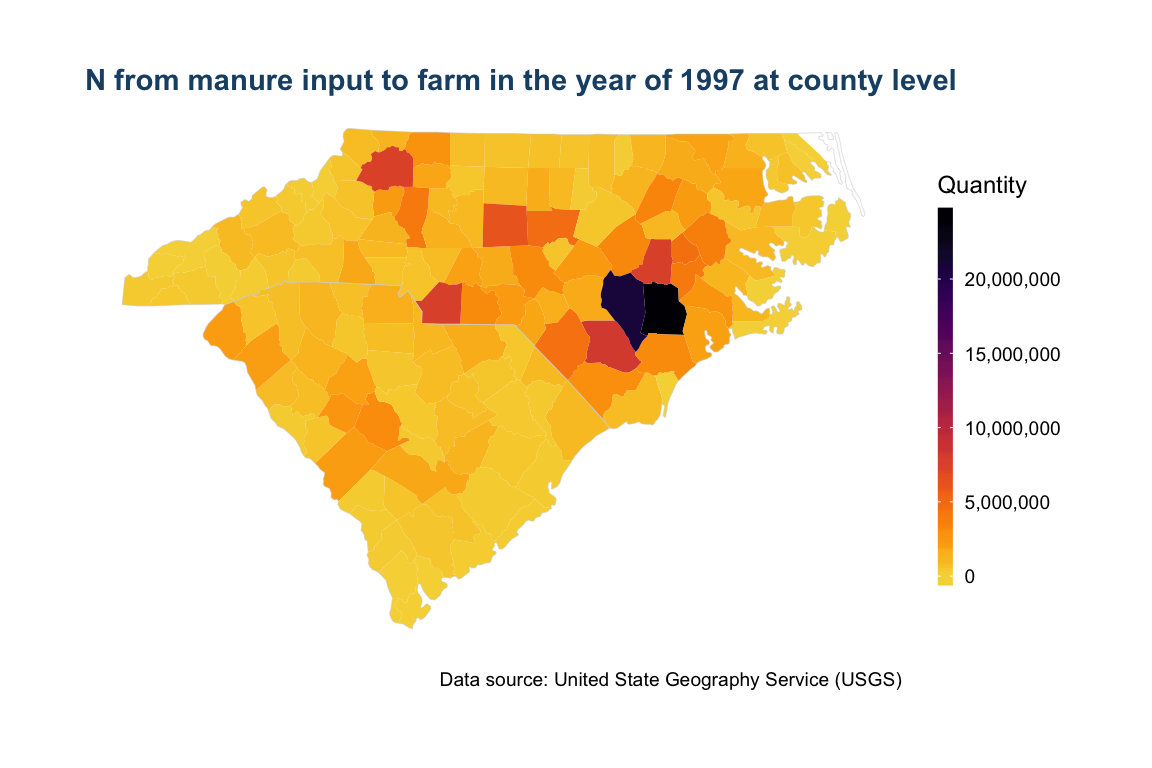 N from manure input to farm in the year of 1997 at county level
Quantity
20,000,000
15,000,000
10,000,000
5,000,000
0
Data source: United State Geography Service (USGS)